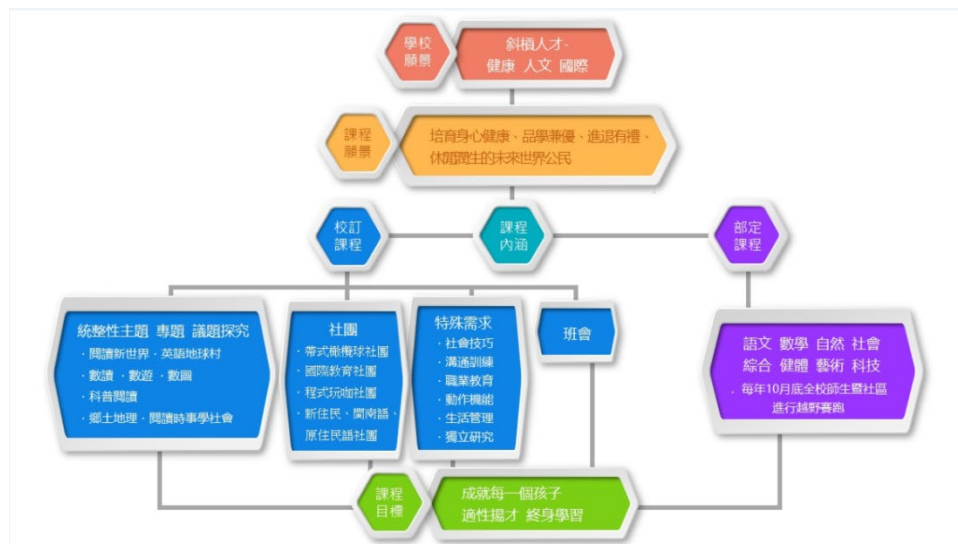 學校
願景
斜槓人才-
健康 人文 國際
課程
願景
培育身心健康、品學兼優、進退有禮、
休閒潤生的未來世界公民
校訂
課程
課程
內涵
部定
課程
統整性主題 專題 議題探究
·閱讀新世界·英語地球村
·數讀·數遊·數圖
·科普閱讀
·鄉土地理·閱讀時事學社會
社團
·帶式橄欖球社團
·國際教育社團
·程式玩咖社團
·新住民、閩南語、
原住民語社團
特殊需求
·社會技巧
·溝通訓練
·職業教育
·動作機能
·生活管理
·獨立研究
班會
語文 數學 自然 社會
綜合 健體 藝術 科技
·每年10月底全校師生暨社區
進行越野賽跑
課程
目標
成就每一個孩子
適性揚才 終身學習